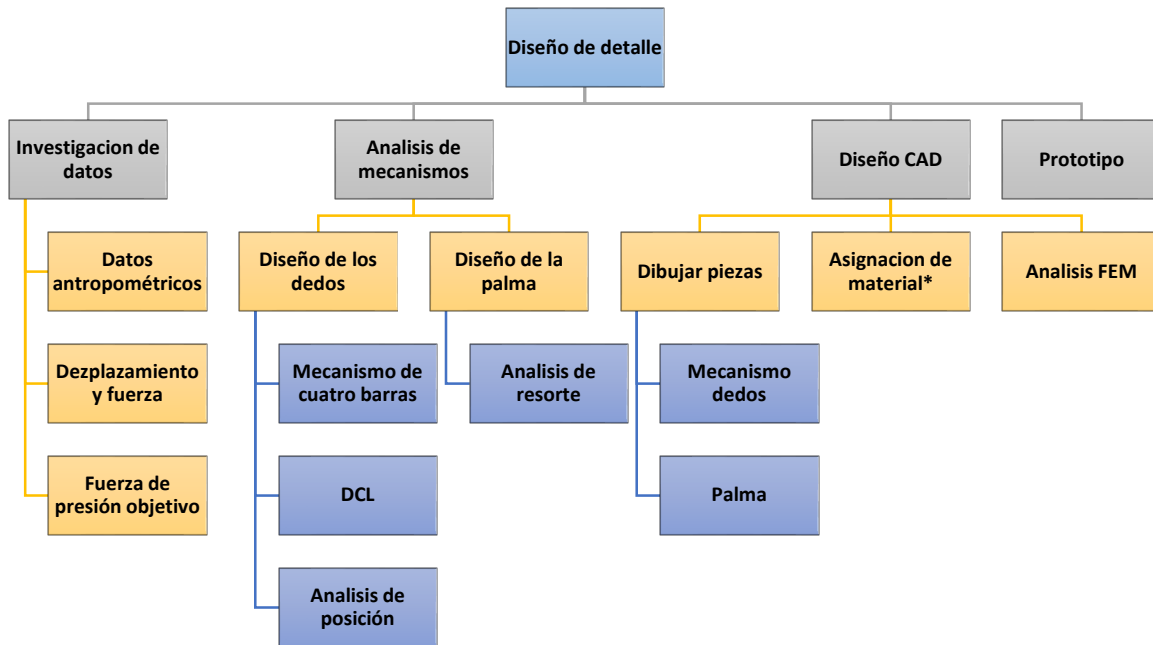 Diseño de detalle
Investigacion de
datos
Analisis de
mecanismos
Diseño CAD
Prototipo
Datos
antropométricos
Diseño de los
dedos
Diseño de la
palma
Dibujar piezas
Asignacion de
material*
Analisis FEM
Dezplazamiento
y fuerza
Mecanismo de
cuatro barras
Analisis de
resorte
Mecanismo
dedos
Fuerza de
presión objetivo
DCL
Palma
Analisis de
posición